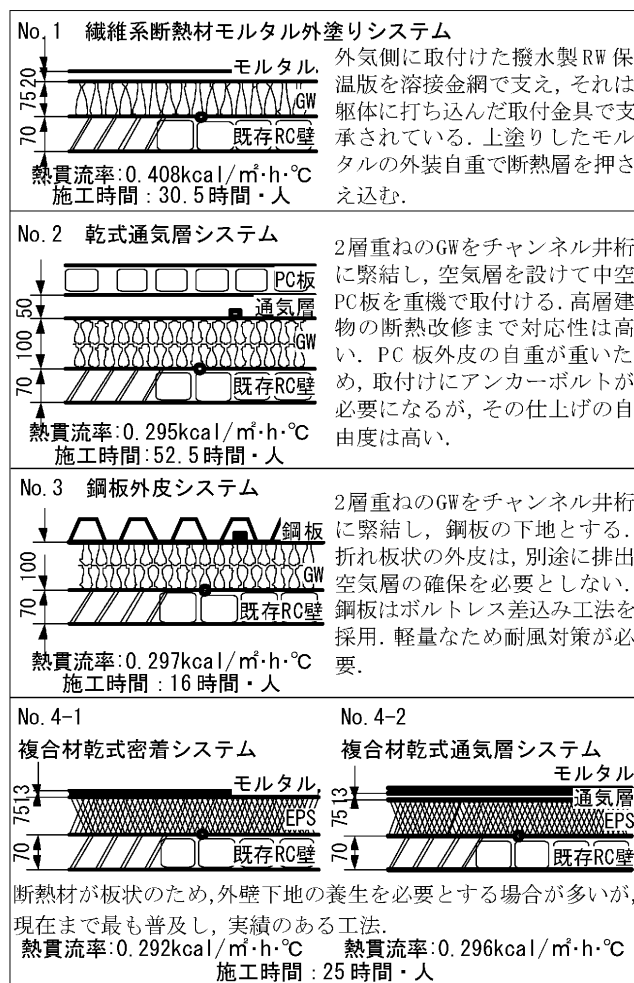 No.1 繊維系断熱材モルタル外塗りシステム
モルタル
20
75
GW
70
既存RC壁
熱貫流率:0.408kcal/㎡·h·℃
施工時間:30.5時間・人
外気側に取付けた撥水製RW保
温版を溶接金網で支え, それは
躯体に打ち込んだ取付金具で支
承されている. 上塗りしたモル
タルの外装自重で断熱層を押さ
え込む.
No.2 乾式通気層システム
PC板
50
通気層
100
GW
70
既存RC壁
熱貫流率:0.295kcal/㎡·h·℃
施工時間:52.5時間・人
2層重ねのGWをチャンネル井桁
に緊結し, 空気層を設けて中空
PC板を重機で取付ける. 高層建
物の断熱改修まで対応性は高
い. PC板外皮の自重が重いた
め, 取付けにアンカーボルトが
必要になるが, その仕上げの自
由度は高い.
No.3 鋼板外皮システム
鋼板
100
GW
70
既存RC壁
熱貫流率:0.297kcal/㎡·h·℃
施工時間:16時間・人
2層重ねのGWをチャンネル井桁
に緊結し, 鋼板の下地とする.
折れ板状の外皮は, 別途に排出
空気層の確保を必要としない.
鋼板はボルトレス差込み工法を
採用. 軽量なため耐風対策が必
要.
No.4-1
複合材乾式密着システム
モルタル
13
75
EPS
70
既存RC壁
No.4-2
複合材乾式通気層システム
モルタル
13
通気層
75
EPS
70
既存RC壁
断熱材が板状のため,外壁下地の養生を必要とする場合が多いが,
現在まで最も普及し, 実績のある工法.
熱貫流率:0.292kcal/㎡·h·℃ 熱貫流率:0.296kcal/㎡·h·℃
施工時間:25時間・人